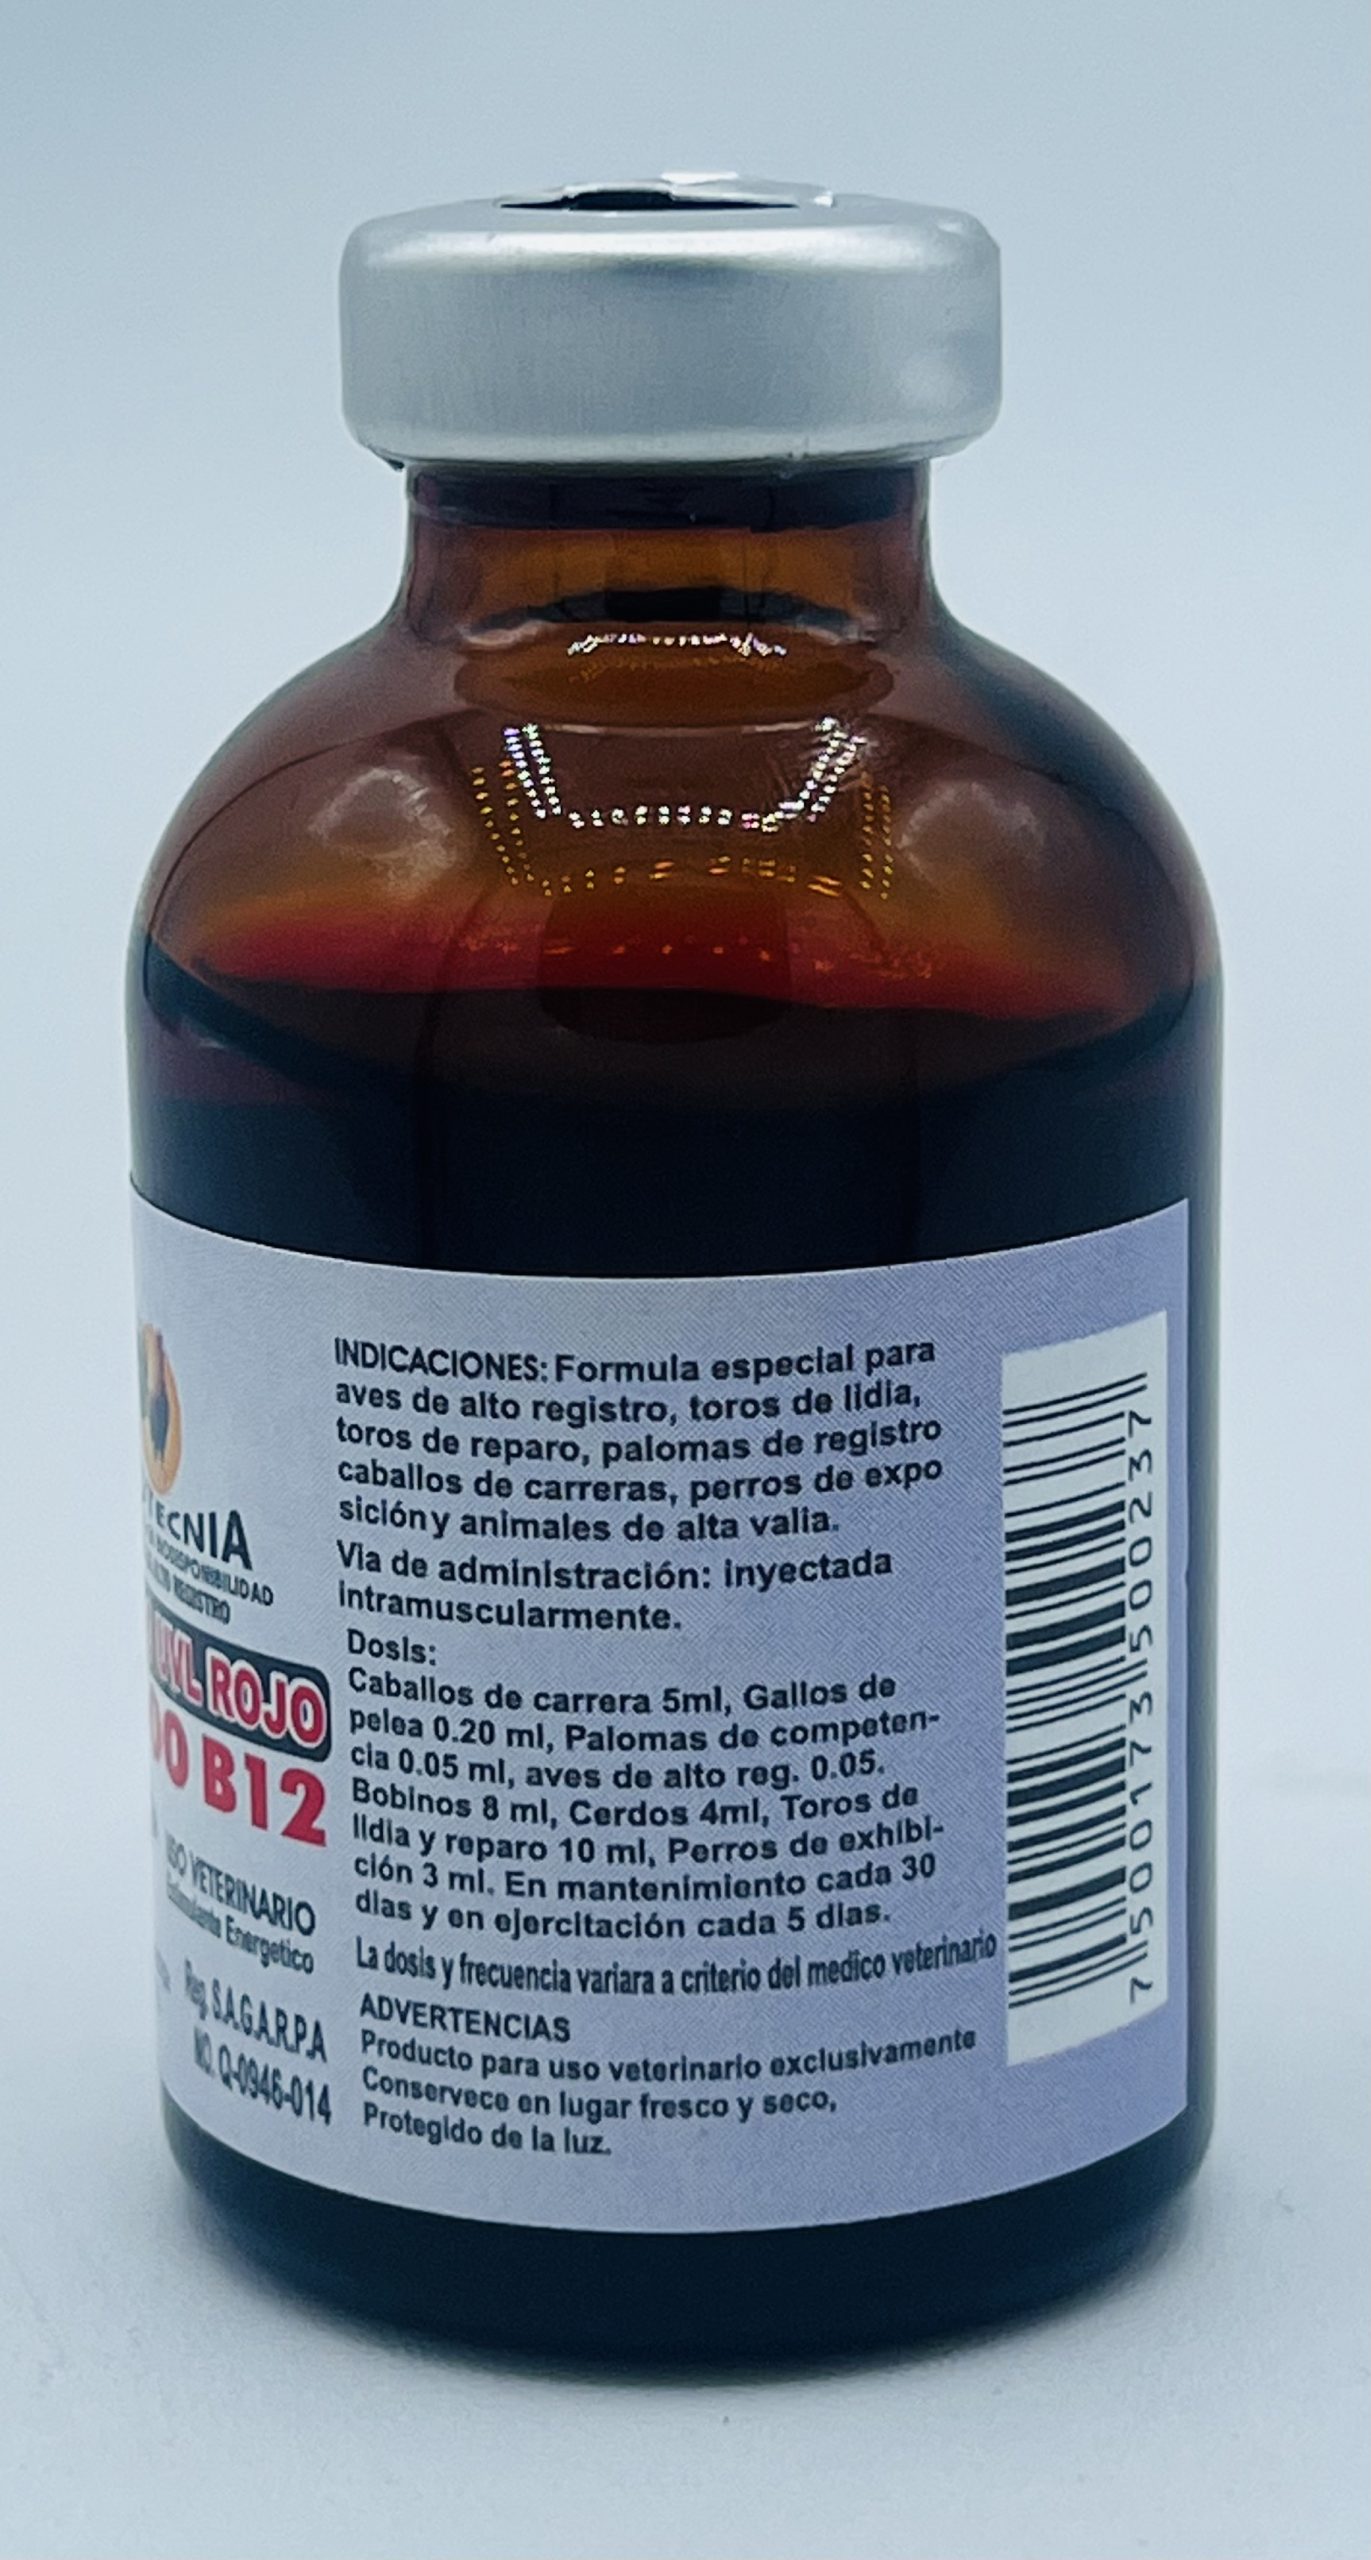 TECNIA
BIODISPONIBILIDAD
REGISTRO
UVL ROJO
B12
USO VETERINARIO
Estimulante Energetico
Reg. S.A.G.A.R.P.A
NO. Q-0946-014
INDICACIONES: Formula especial para
aves de alto registro, toros de lidia,
toros de reparo, palomas de registro
caballos de carreras, perros de expo
sición y animales de alta valia.
Via de administración: inyectada
intramuscularmente.
Dosis:
Caballos de carrera 5ml, Gallos de
pelea 0.20 ml, Palomas de competen-
cia 0.05 ml, aves de alto reg. 0.05.
Bobinos 8 ml, Cerdos 4ml, Toros de
lidia y reparo 10 ml, Perros de exhibi-
ción 3 ml. En mantenimiento cada 30
dias y en ejercitación cada 5 dias.
La dosis y frecuencia variara a criterio del medico veterinario
ADVERTENCIAS
Producto para uso veterinario exclusivamente
Conservece en lugar fresco y seco,
Protegido de la luz.
7 500173 500237